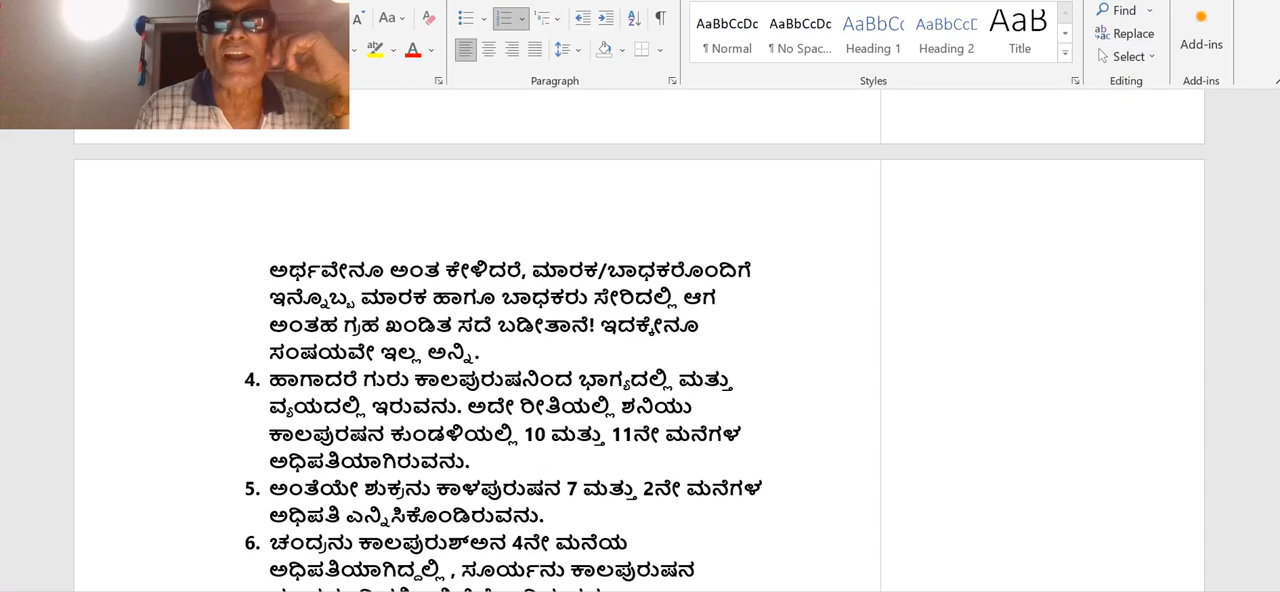 Aa
Find
Replace
Select
Add-ins
AaBbCcDc
AaBbCcDc
AaBbCc
AaBbCcD
AaB
¶ Normal
¶ No Spac...
Heading 1
Heading 2
Title
Paragraph
Styles
Editing
Add-ins
ಅರ್ಥವೇನೂ ಅಂತ ಕೇಳಿದರೆ, ಮಾರಕ/ಬಾಧಕರೊಂದಿಗೆ
ಇನ್ನೊಬ್ಬ ಮಾರಕ ಹಾಗೂ ಬಾಧಕರು ಸೇರಿದಲ್ಲಿ ಆಗ
ಅಂತಹ ಗ್ರಹ ಖಂಡಿತ ಸದೆ ಬಡೀತಾನೆ! ಇದಕ್ಕೇನೂ
ಸಂಷಯವೇ ಇಲ್ಲ ಅನ್ನಿ.
4. ಹಾಗಾದರೆ ಗುರು ಕಾಲಪುರುಷನಿಂದ ಭಾಗ್ಯದಲ್ಲಿ ಮತ್ತು
ವ್ಯಯದಲ್ಲಿ ಇರುವನು. ಅದೇ ರೀತಿಯಲ್ಲಿ ಶನಿಯು
ಕಾಲಪುರಷನ ಕುಂಡಳಿಯಲ್ಲಿ 10 ಮತ್ತು 11ನೇ ಮನೆಗಳ
ಅಧಿಪತಿಯಾಗಿರುವನು.
5. ಅಂತೆಯೇ ಶುಕ್ರನು ಕಾಳಪುರುಷನ 7 ಮತ್ತು 2ನೇ ಮನೆಗಳ
ಅಧಿಪತಿ ಎನ್ನಿಸಿಕೊಂಡಿರುವನು.
6. ಚಂದ್ರನು ಕಾಲಪುರುಶ್ಅನ 4ನೇ ಮನೆಯ
ಅಧಿಪತಿಯಾಗಿದ್ದಲ್ಲಿ , ಸೂರ್ಯನು ಕಾಲಪುರುಷನ